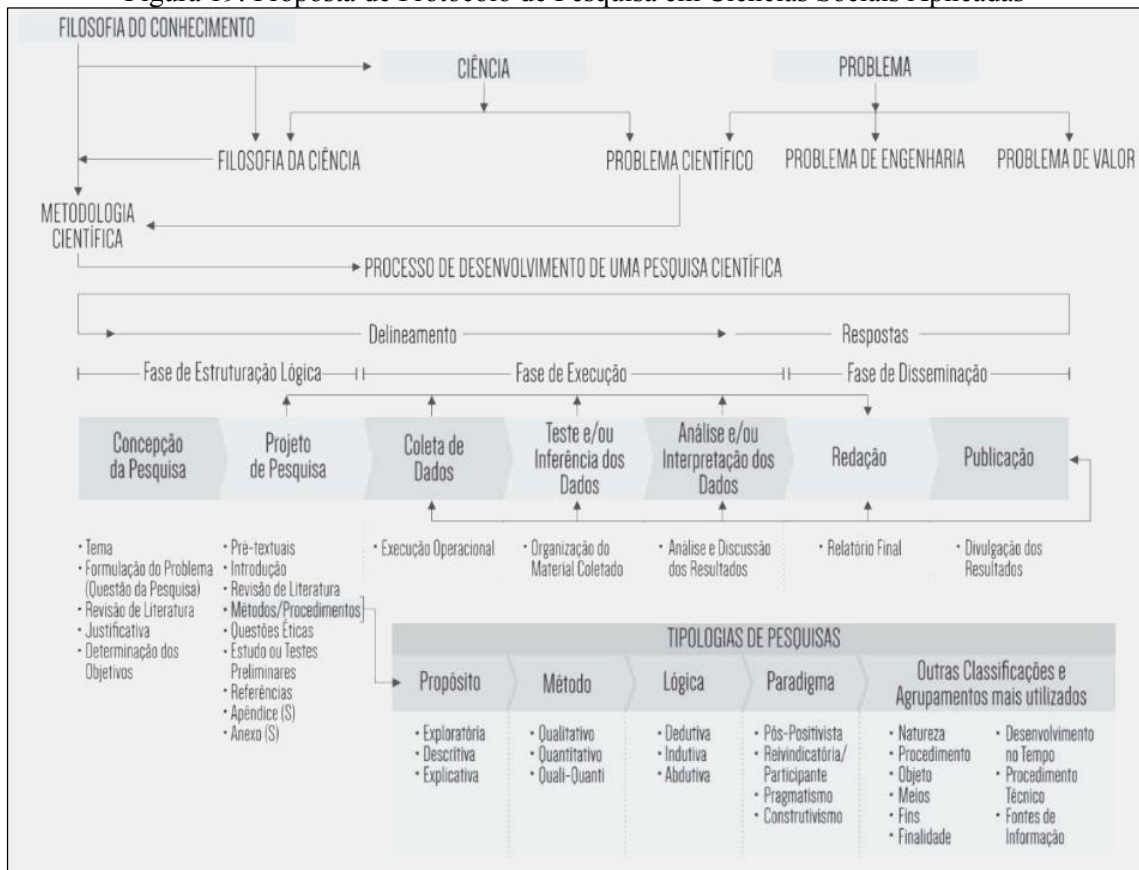 Figura 19: Proposta de Protocolo de Pesquisa em Ciências Sociais Aplicadas
FILOSOFIA DO CONHECIMENTO
CIÊNCIA
PROBLEMA
FILOSOFIA DA CIÊNCIA
PROBLEMA CIENTÍFICO
PROBLEMA DE ENGENHARIA
PROBLEMA DE VALOR
METODOLOGIA
CIENTÍFICA
PROCESSO DE DESENVOLVIMENTO DE UMA PESQUISA CIENTÍFICA
Delineamento
Respostas
Fase de Estruturação Lógica
Fase de Execução
Fase de Disseminação
Concepção
da Pesquisa
Projeto
de Pesquisa
Coleta de
Dados
Teste e/ou
Inferência dos
Dados
Análise e/ou
Interpretação dos
Dados
Redação
Publicação
• Tema
• Formulação do Problema
(Questão da Pesquisa)
• Revisão de Literatura
• Justificativa
• Determinação dos
Objetivos
• Pré-textuais
• Introdução
• Revisão de Literatura
• Métodos/Procedimentos
• Questões Éticas
• Estudo ou Testes
Preliminares
• Referências
• Apêndice (S)
• Anexo (S)
• Execução Operacional
• Organização do
Material Coletado
• Análise e Discussão
dos Resultados
• Relatório Final
• Divulgação dos
Resultados
TIPOLOGIAS DE PESQUISAS
Propósito
Método
Lógica
Paradigma
Outras Classificações e
Agrupamentos mais utilizados
• Exploratória
• Descritiva
• Explicativa
• Qualitativo
• Quantitativo
• Quali-Quanti
• Dedutiva
• Indutiva
• Abdutiva
• Pós-Positivista
• Reivindicatória/
Participante
• Pragmatismo
• Construtivismo
• Natureza
• Procedimento
• Objeto
• Meios
• Fins
• Finalidade
• Desenvolvimento
no Tempo
• Procedimento
Técnico
• Fontes de
Informação